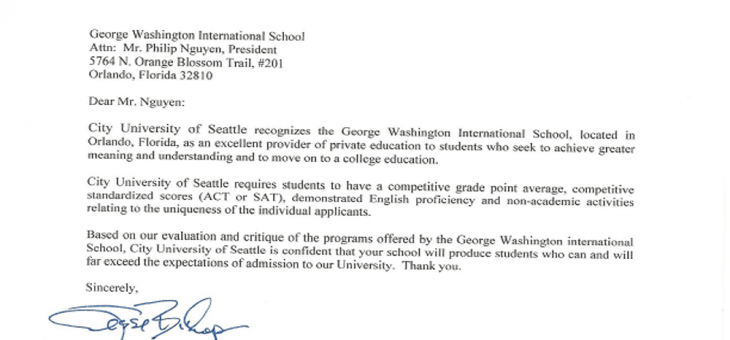 George Washington International School
Attn: Mr. Philip Nguyen, President
5764 N. Orange Blossom Trail, #201
Orlando, Florida 32810
Dear Mr. Nguyen:
City University of Seattle recognizes the George Washington International School, located in
Orlando, Florida, as an excellent provider of private education to students who seek to achieve greater
meaning and understanding and to move on to a college education.
City University of Seattle requires students to have a competitive grade point average, competitive
standardized scores (ACT or SAT), demonstrated English proficiency and non-academic activities
relating to the uniqueness of the individual applicants.
Based on our evaluation and critique of the programs offered by the George Washington international
School, City University of Seattle is confident that your school will produce students who can and will
far exceed the expectations of admission to our University. Thank you.
Sincerely,